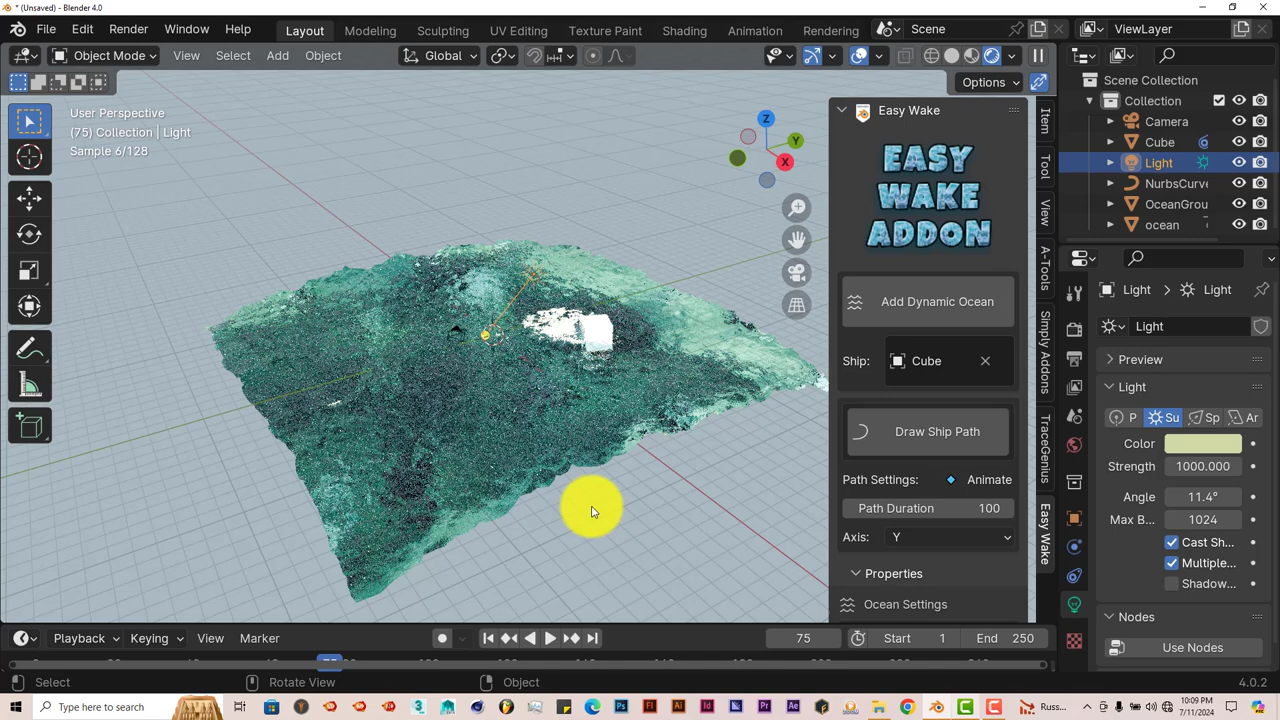 * (Unsaved) - Blender 4.0
File Edit Render Window Help
Layout Modeling Sculpting UV Editing Texture Paint Shading Animation Rendering
Scene
ViewLayer
Object Mode View Select Add Object
Global
Options
User Perspective
(75) Collection | Light
Sample 6/128
Z
Y
X
Easy Wake
EASY
WAKE
ADDON
Add Dynamic Ocean
Ship: Cube
Draw Ship Path
Path Settings: Animate
Path Duration 100
Axis: Y
Properties
Ocean Settings
Item
Tool
View
A-Tools
Simply Addons
TraceGenius
Easy Wake
Scene Collection
Collection
Camera
Cube
Light
NurbsCurve
OceanGrou
ocean
Light > Light
Light
Preview
Light
P Su Sp Ar
Color
Strength 1000.000
Angle 11.4°
Max B... 1024
Cast Sh...
Multiple...
Shadow...
Nodes
Use Nodes
Playback Keying View Marker
75 Start 1 End 250
75
Select Rotate View Object
4.0.2
Type here to search
Russ...
10:09 PM
7/11/2024